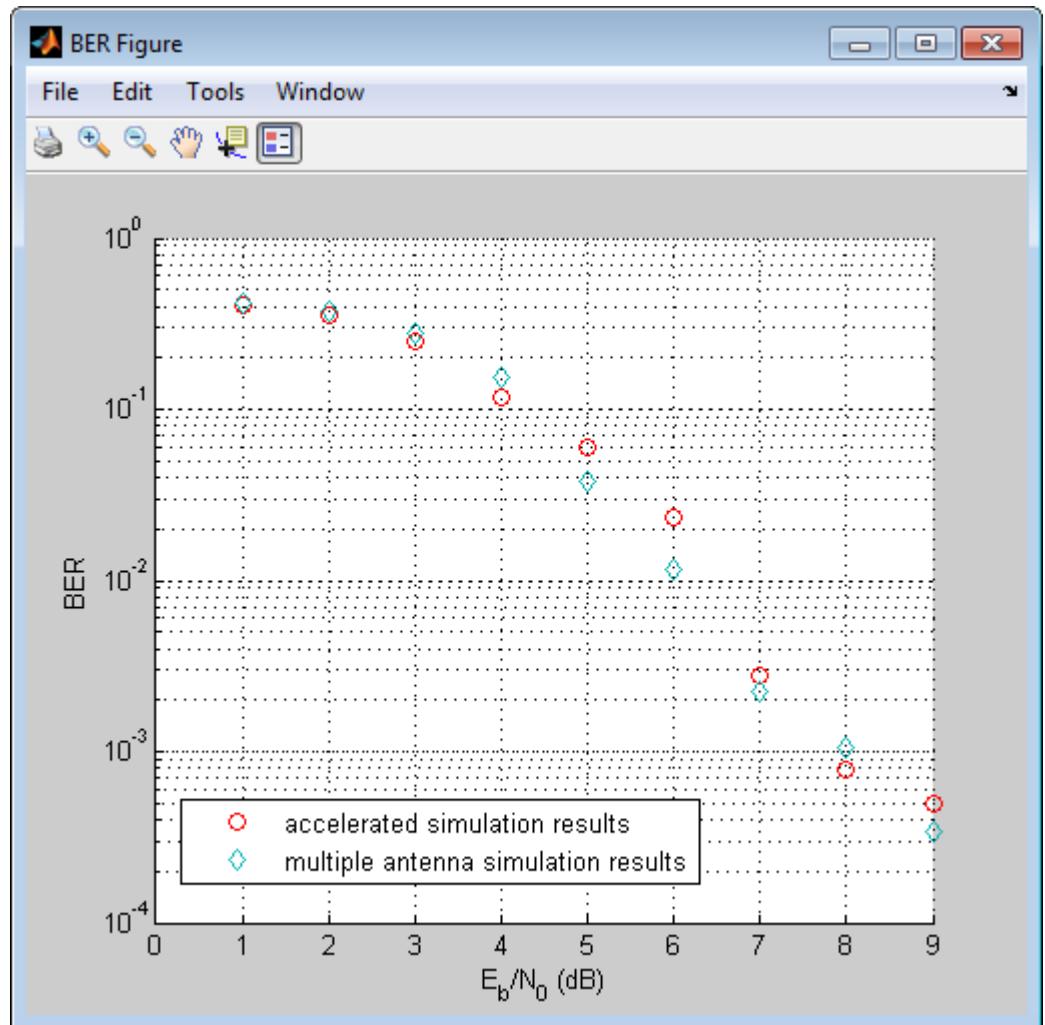 BER Figure
File Edit Tools Window
10^0
10^-1
10^-2
10^-3
10^-4
BER
accelerated simulation results
multiple antenna simulation results
0 1 2 3 4 5 6 7 8 9
E_b/N_0 (dB)